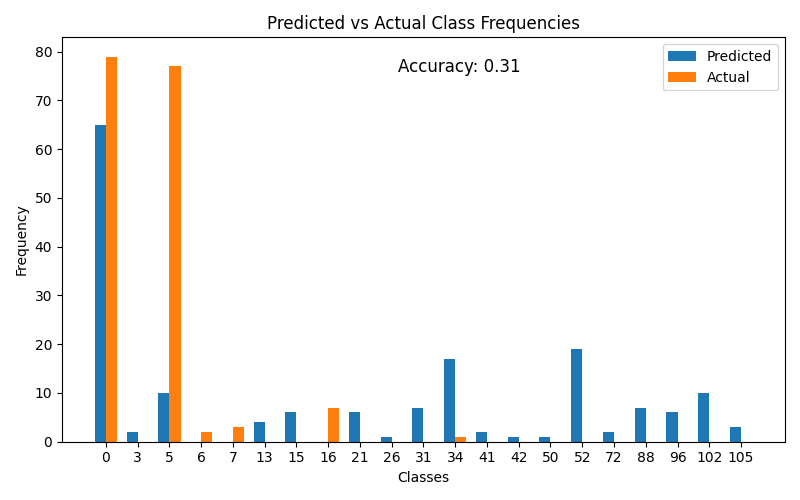 Predicted vs Actual Class Frequencies
Accuracy: 0.31
Predicted
Actual
Frequency
80
70
60
50
40
30
20
10
0
0 3 5 6 7 13 15 16 21 26 31 34 41 42 50 52 72 88 96 102 105
Classes